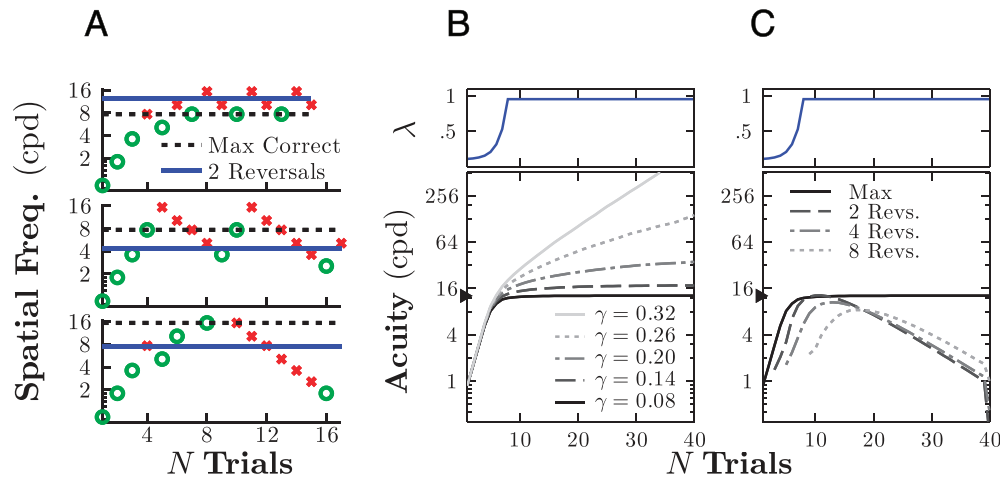 A
B
C
Spatial Freq. (cpd)
16
8
4
2
Max Correct
2 Reversals
16
8
4
2
16
8
4
2
4
8
12
16
N Trials
λ
1
.5
Acuity (cpd)
256
64
16
4
1
γ = 0.32
γ = 0.26
γ = 0.20
γ = 0.14
γ = 0.08
10
20
30
40
λ
1
.5
256
64
16
4
1
Max
2 Revs.
4 Revs.
8 Revs.
10
20
30
40
N Trials